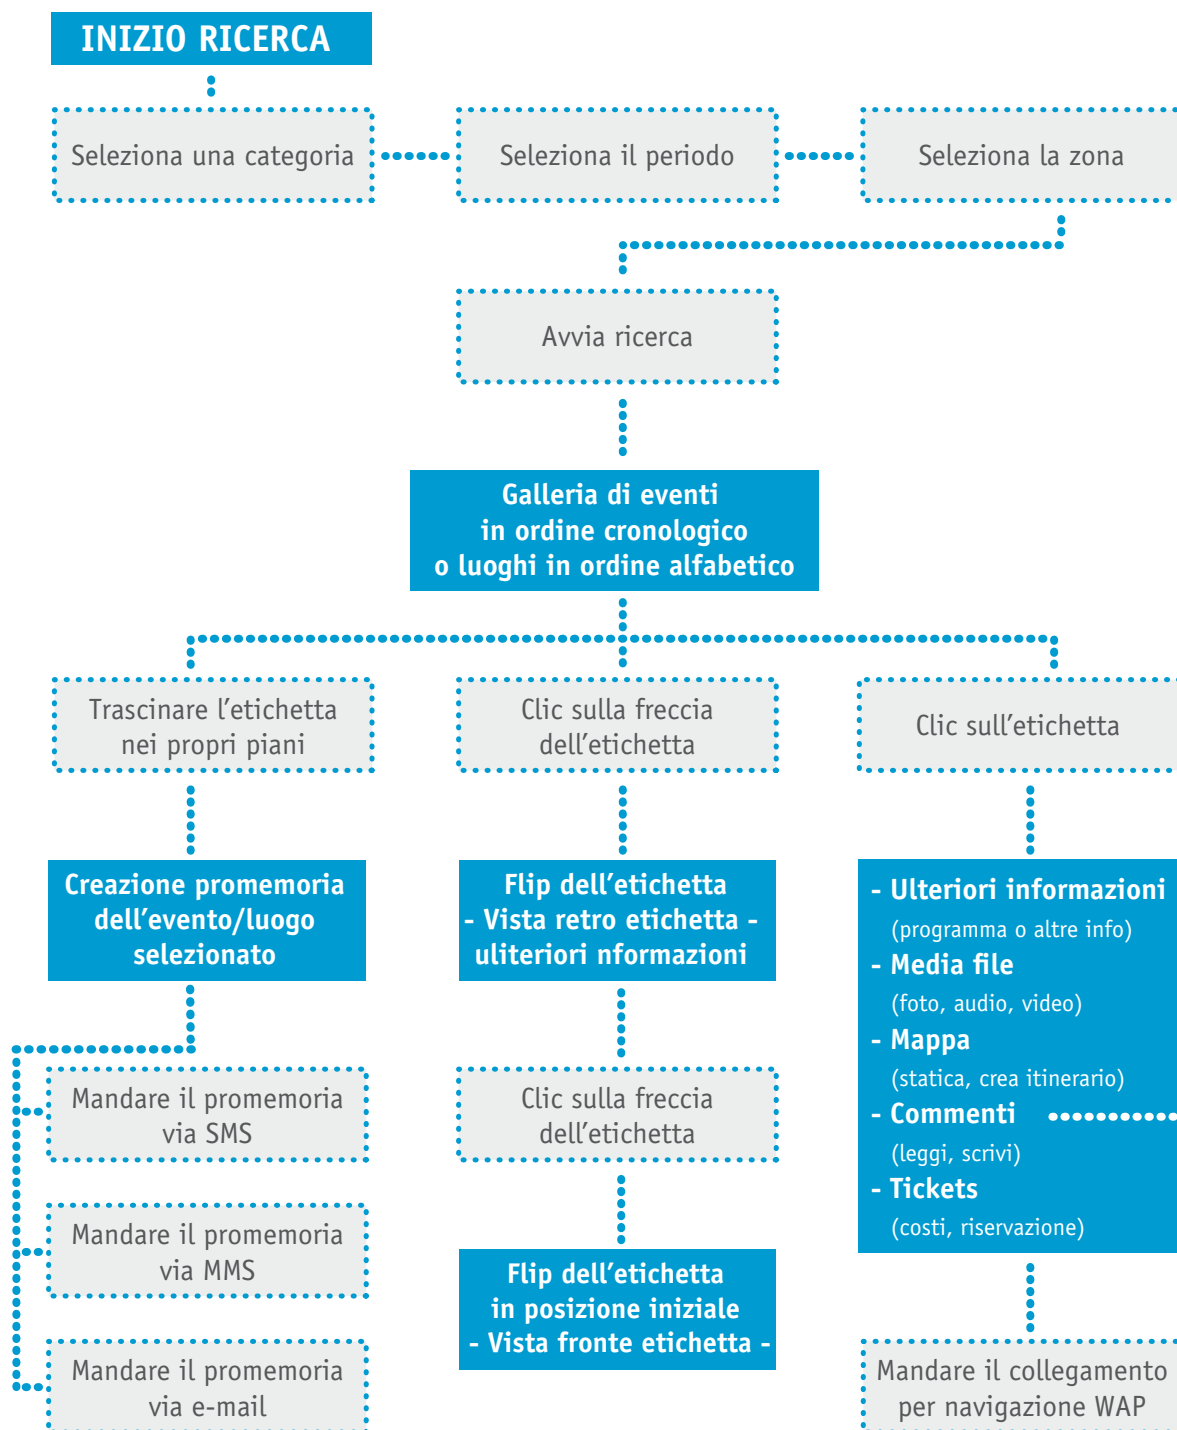 INIZIO RICERCA
Seleziona una categoria
Seleziona il periodo
Seleziona la zona
Avvia ricerca
Galleria di eventi
in ordine cronologico
o luoghi in ordine alfabetico
Trascinare l'etichetta
nei propri piani
Clic sulla freccia
dell'etichetta
Clic sull'etichetta
Creazione promemoria
dell'evento/luogo
selezionato
Flip dell'etichetta
- Vista retro etichetta -
uliteriori nformazioni
- Ulteriori informazioni
(programma o altre info)
- Media file
(foto, audio, video)
- Mappa
(statica, crea itinerario)
- Commenti
(leggi, scrivi)
- Tickets
(costi, riservazione)
Mandare il promemoria
via SMS
Clic sulla freccia
dell'etichetta
Mandare il promemoria
via MMS
Flip dell'etichetta
in posizione iniziale
- Vista fronte etichetta -
Mandare il promemoria
via e-mail
Mandare il collegamento
per navigazione WAP